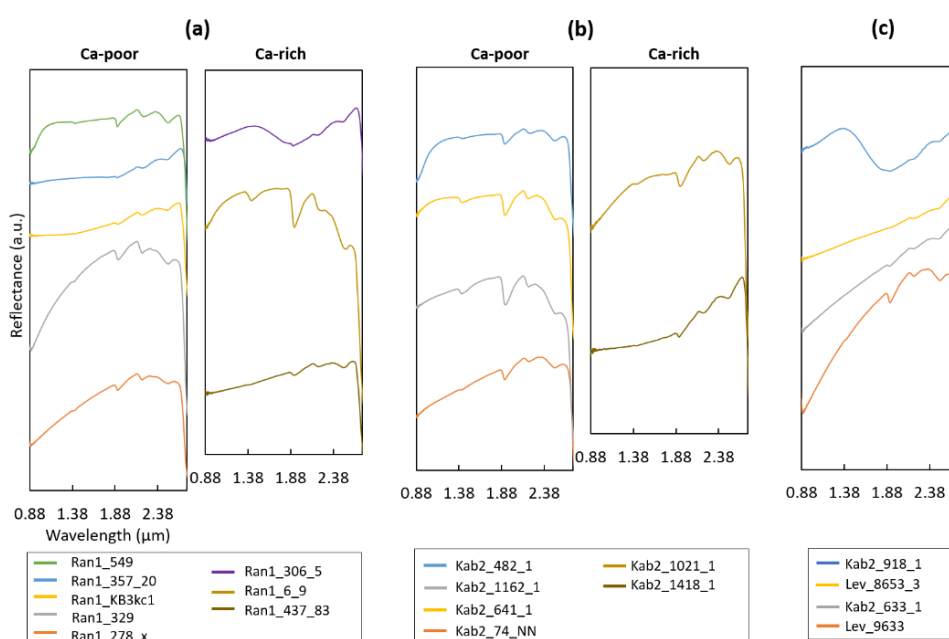 (a)
(b)
(c)
Ca-poor
Ca-rich
Ca-poor
Ca-rich
Reflectance (a.u.)
0.88 1.38 1.88 2.38
0.88 1.38 1.88 2.38
0.88 1.38 1.88 2.38
0.88 1.38 1.88 2.38
0.88 1.38 1.88 2.38
Wavelength (μm)
Ran1_549
Ran1_357_20
Ran1_KB3kc1
Ran1_329
Ran1_278_x
Ran1_306_5
Ran1_6_9
Ran1_437_83
Kab2_482_1
Kab2_1162_1
Kab2_641_1
Kab2_74_NN
Kab2_1021_1
Kab2_1418_1
Kab2_918_1
Lev_8653_3
Kab2_633_1
Lev_9633